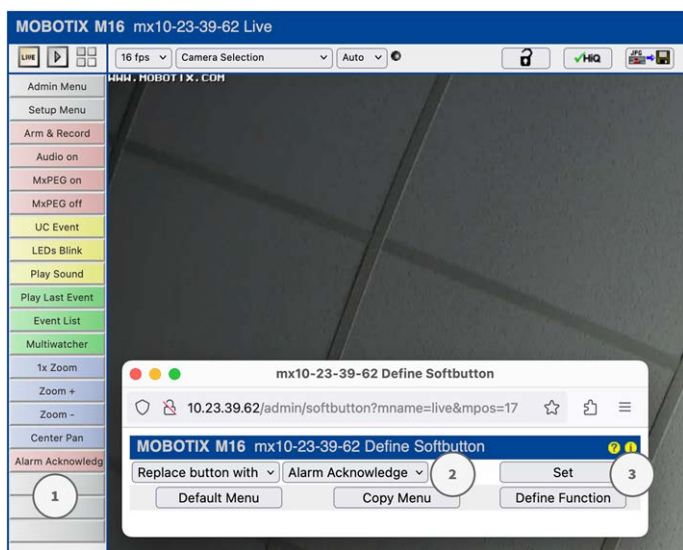 MOBOTIX M16 mx10-23-39-62 Live
LIVE
16 fps Camera Selection Auto HiQ JPG
WWW.MOBOTIX.COM
Admin Menu
Setup Menu
Arm & Record
Audio on
MxPEG on
MxPEG off
UC Event
LEDs Blink
Play Sound
Play Last Event
Event List
Multiwatcher
1x Zoom
Zoom +
Zoom -
Center Pan
Alarm Acknowledg
1
mx10-23-39-62 Define Softbutton
10.23.39.62/admin/softbutton?mname=live&mpos=17
MOBOTIX M16 mx10-23-39-62 Define Softbutton ? i
Replace button with Alarm Acknowledge 2 Set 3
Default Menu Copy Menu Define Function